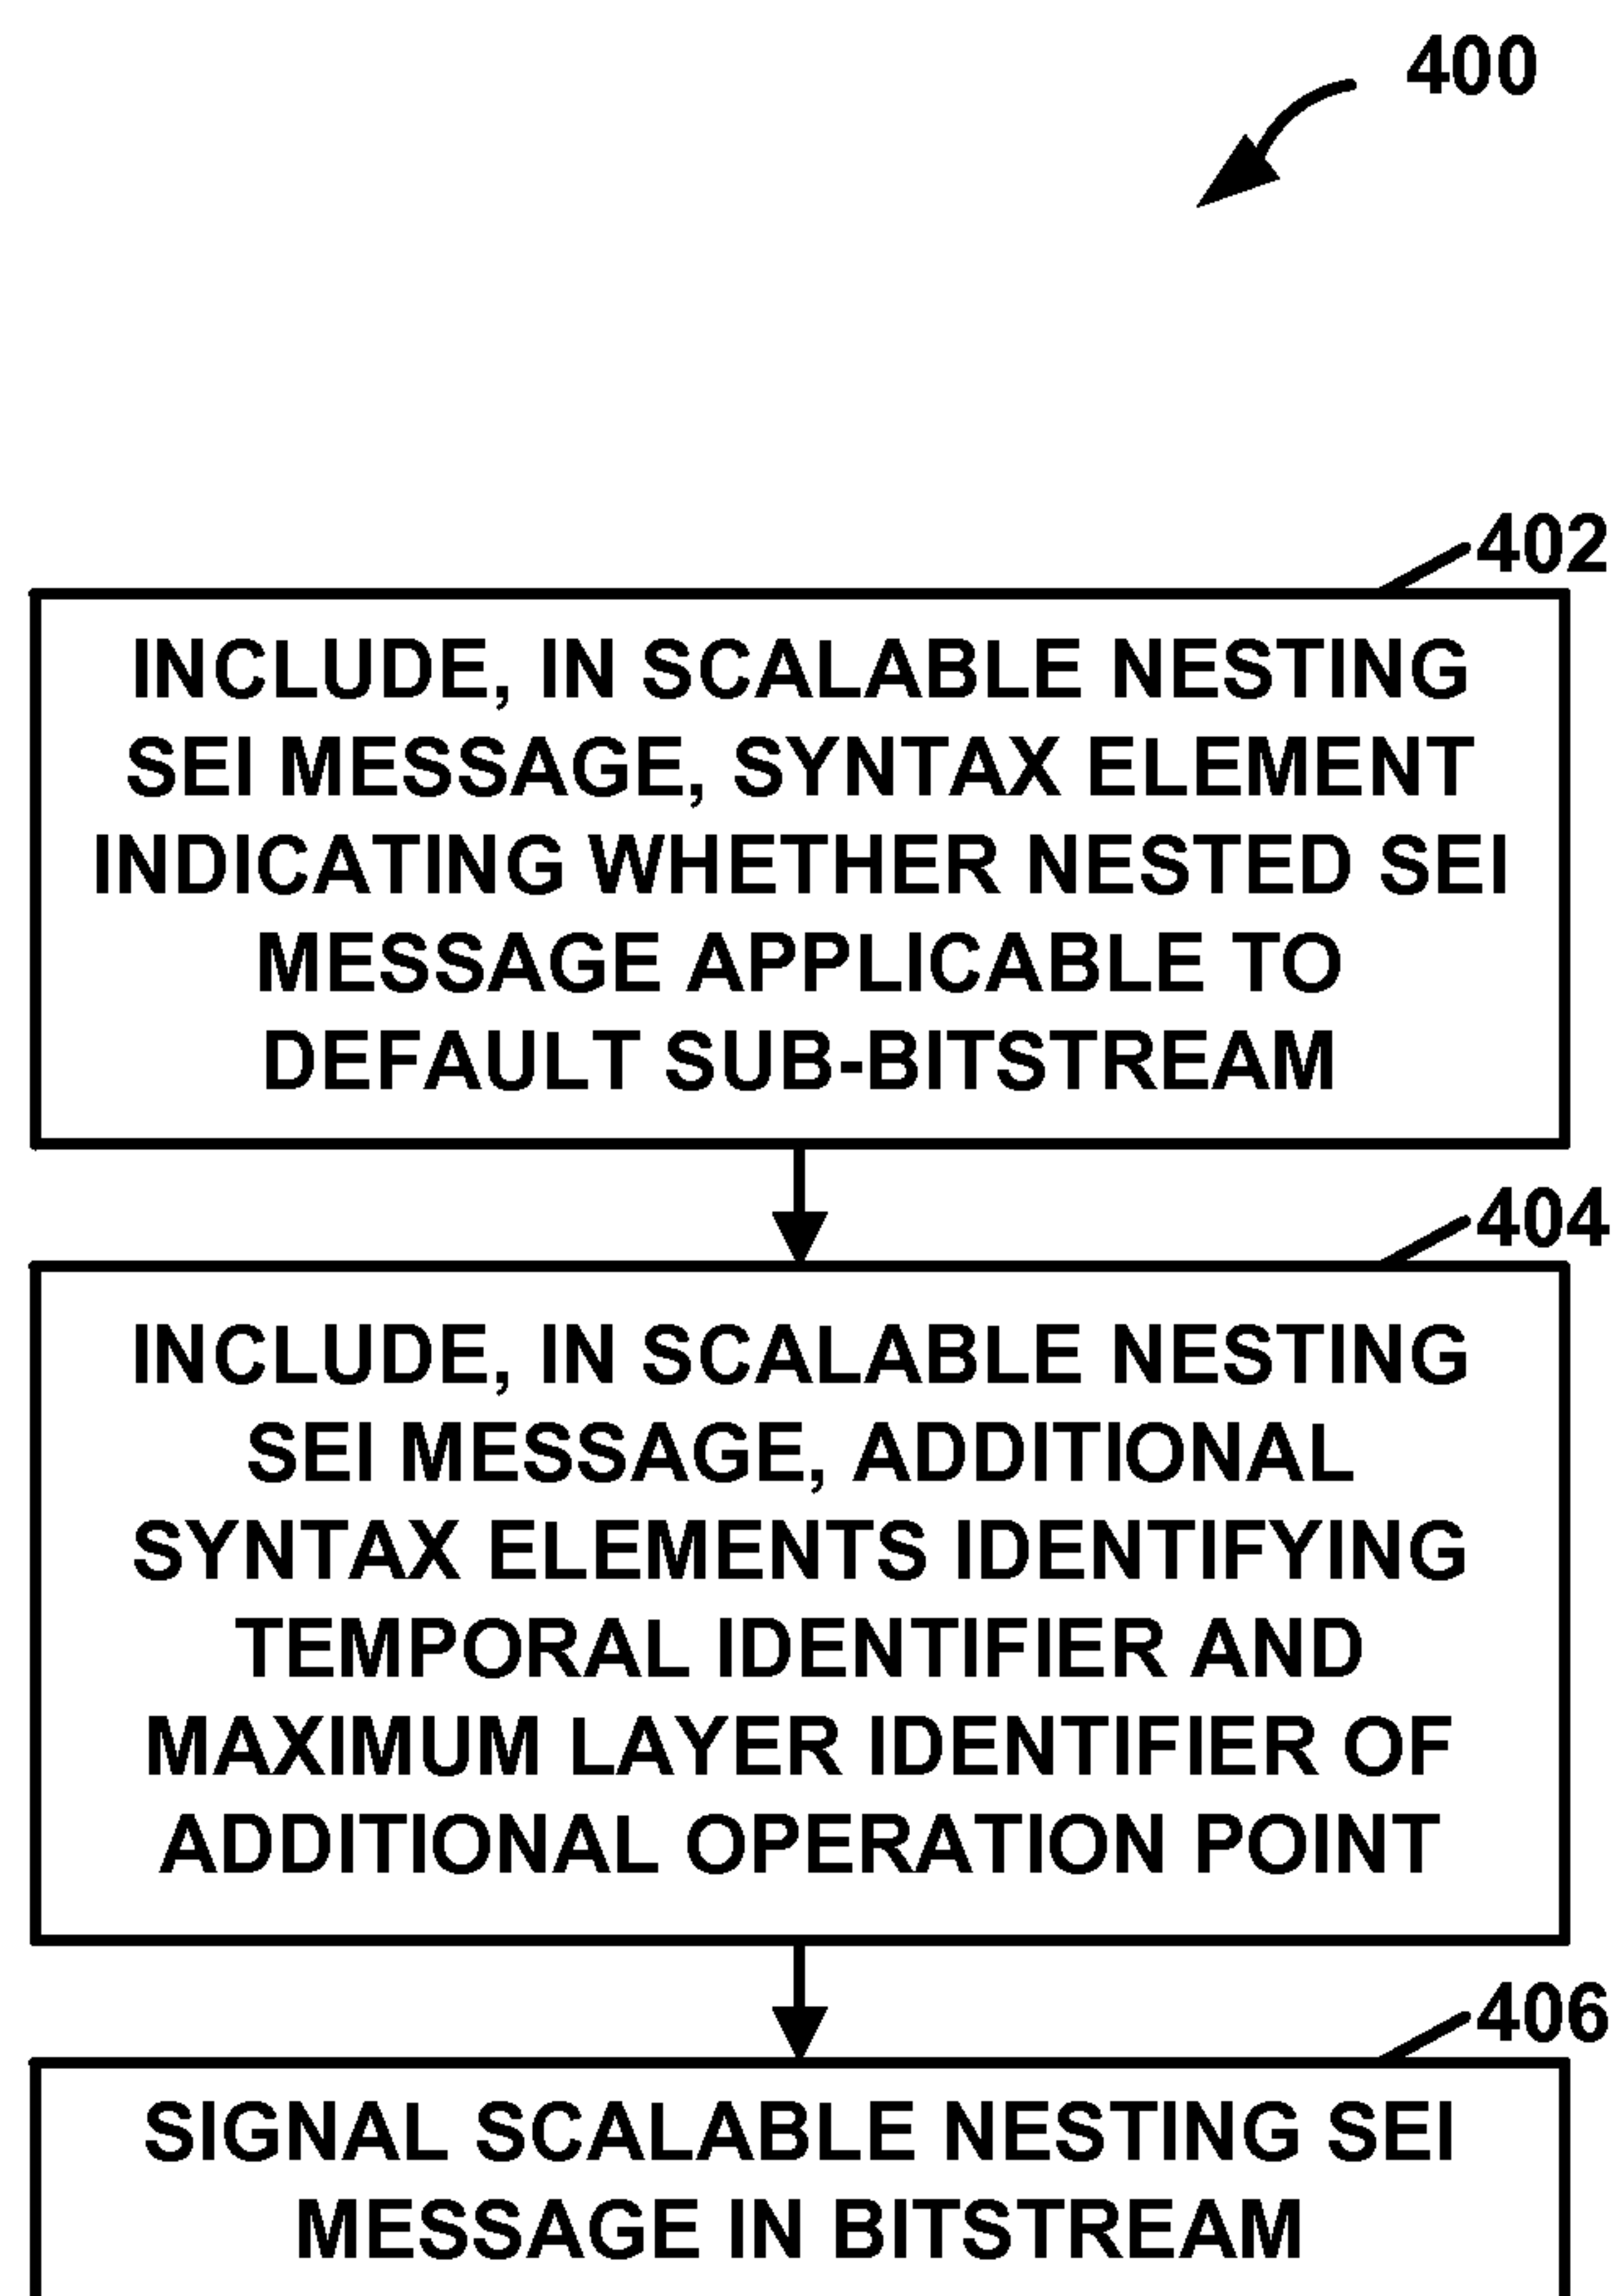 400
402
INCLUDE, IN SCALABLE NESTING
SEI MESSAGE, SYNTAX ELEMENT
INDICATING WHETHER NESTED SEI
MESSAGE APPLICABLE TO
DEFAULT SUB-BITSTREAM
404
INCLUDE, IN SCALABLE NESTING
SEI MESSAGE, ADDITIONAL
SYNTAX ELEMENTS IDENTIFYING
TEMPORAL IDENTIFIER AND
MAXIMUM LAYER IDENTIFIER OF
ADDITIONAL OPERATION POINT
406
SIGNAL SCALABLE NESTING SEI
MESSAGE IN BITSTREAM